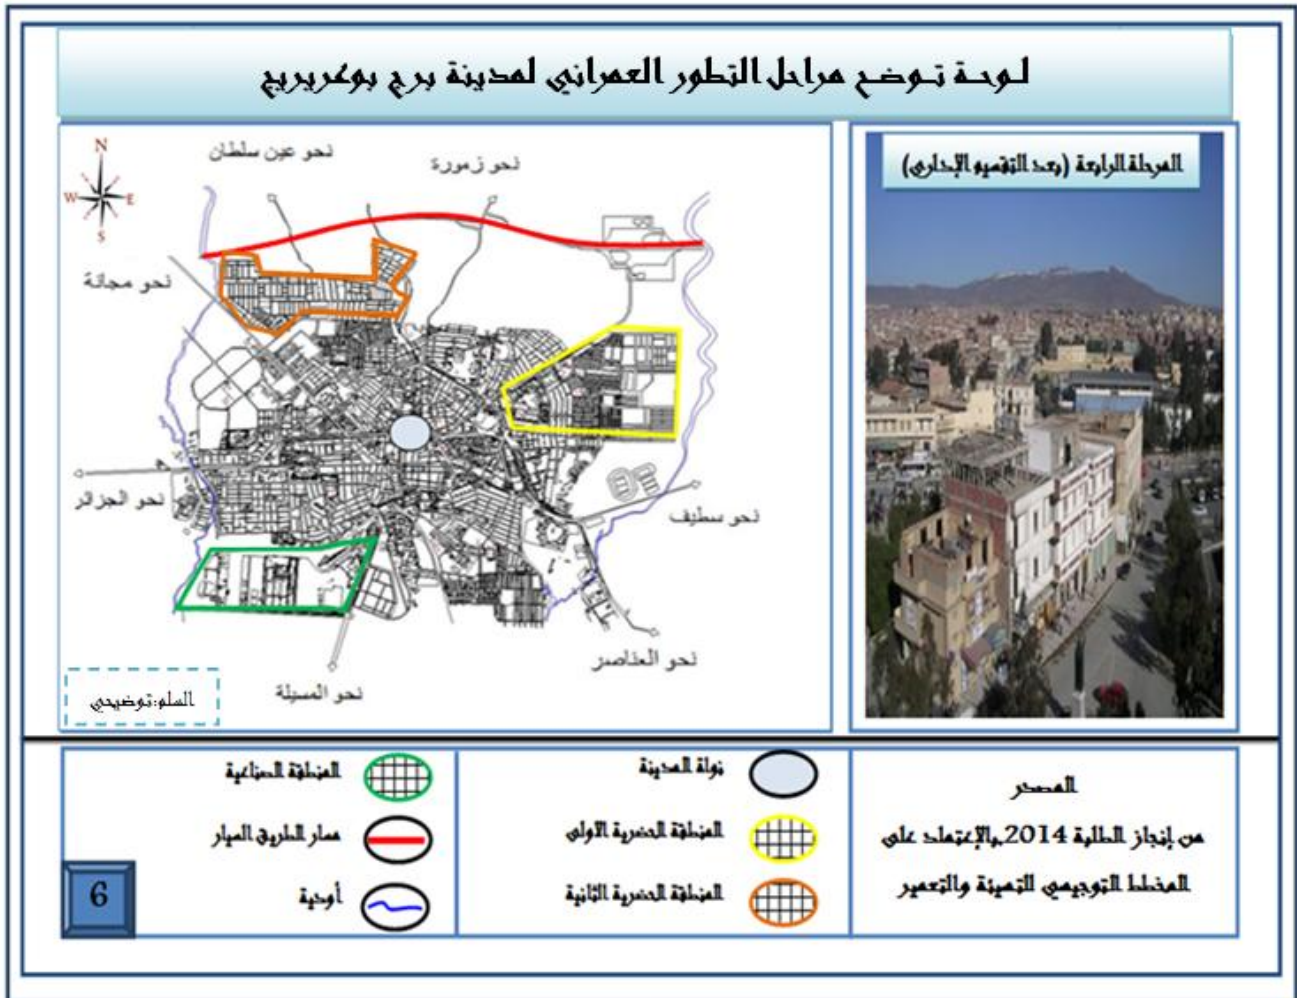 لوحة توضح مراحل التطور العمراني لمدينة برج بوعريريج
المرحلة الرابعة (بعد التقسيم الإداري)
N
W
E
S
نحو عين سلطان
نحو زمورة
نحو مجانة
نحو الجزائر
نحو سطيف
نحو العناصر
نحو المسيلة
السلم:توضيحي
المصدر
من إنجاز الطلبة 2014,بالإعتماد على
المخطط التوجيهي للتهيئة والتعمير
نواة المدينة
المنطقة الحضرية الاولى
المنطقة الحضرية الثانية
المنطقة الصناعية
مسار الطريق السيار
أودية
6